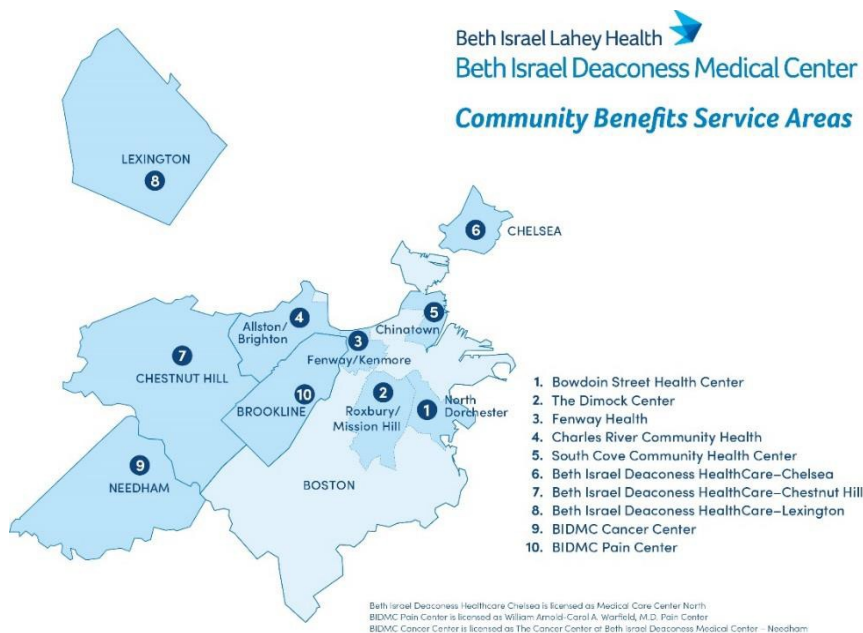 Beth Israel Lahey Health
Beth Israel Deaconess Medical Center
Community Benefits Service Areas
LEXINGTON
8
6
CHELSEA
4
Allston/
Brighton
5
Chinatown
3
Fenway/Kenmore
7
CHESTNUT HILL
10
BROOKLINE
2
Roxbury/
Mission Hill
1
North
Dorchester
9
NEEDHAM
BOSTON
1. Bowdoin Street Health Center
2. The Dimock Center
3. Fenway Health
4. Charles River Community Health
5. South Cove Community Health Center
6. Beth Israel Deaconess HealthCare–Chelsea
7. Beth Israel Deaconess HealthCare–Chestnut Hill
8. Beth Israel Deaconess HealthCare–Lexington
9. BIDMC Cancer Center
10. BIDMC Pain Center
Beth Israel Deaconess Healthcare Chelsea is licensed as Medical Care Center North
BIDMC Pain Center is licensed as William Arnold-Carol A. Warfield, M.D. Pain Center
BIDMC Cancer Center is licensed as The Cancer Center at Beth Israel Deaconess Medical Center – Needham